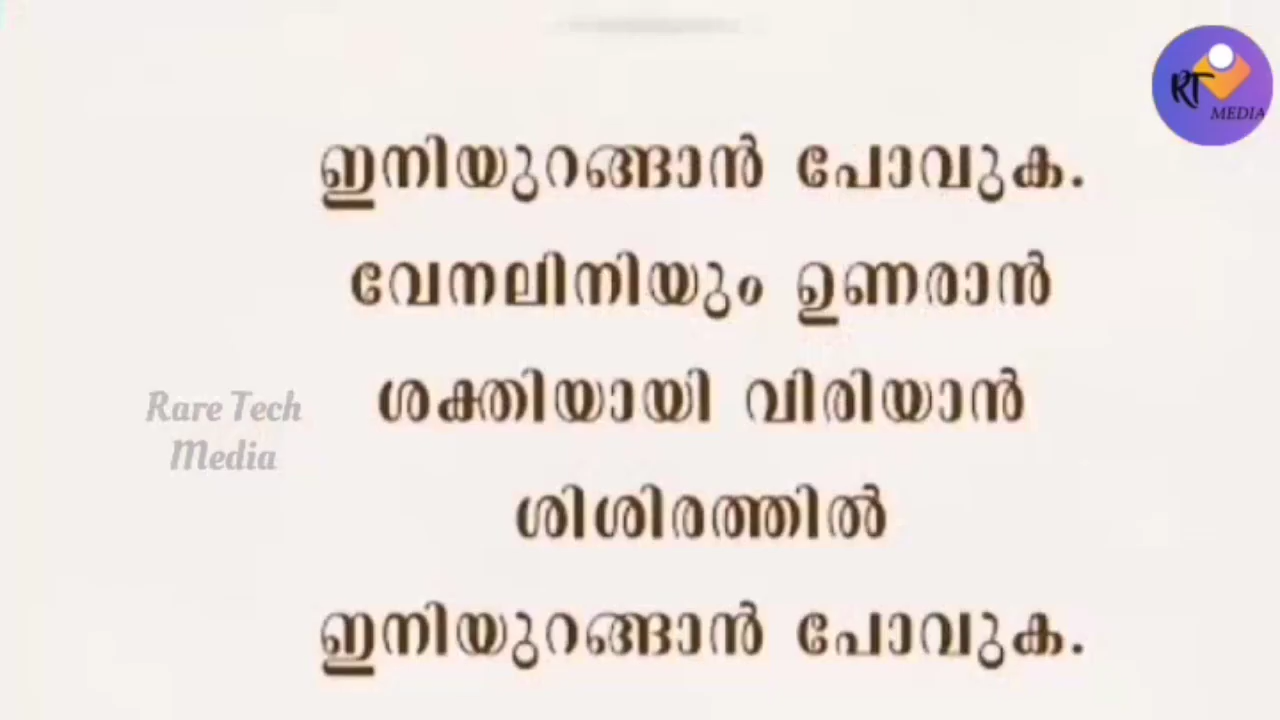 RT
MEDIA
ഇനിയുറങ്ങാൻ പോവുക.
വേനലിനിയും ഉണരാൻ
ശക്തിയായി വിരിയാൻ
ശിശിരത്തിൽ
ഇനിയുറങ്ങാൻ പോവുക.
Rare Tech
Media